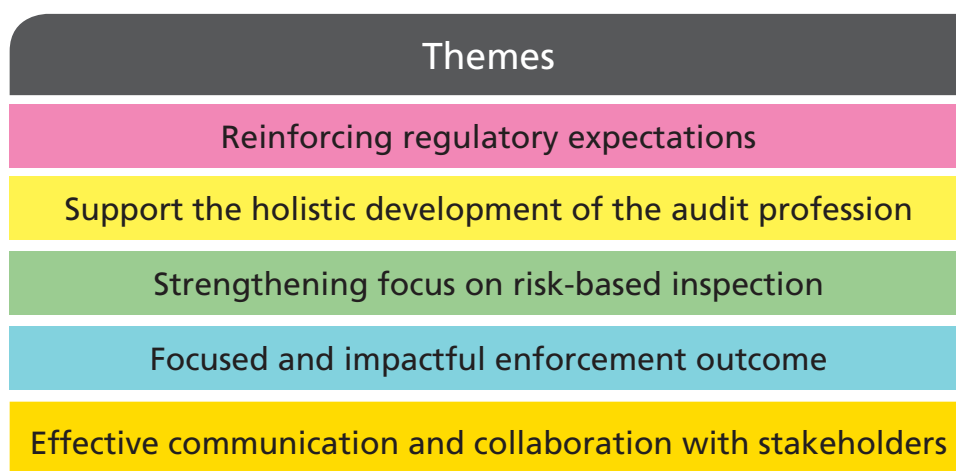 Themes
Reinforcing regulatory expectations
Support the holistic development of the audit profession
Strengthening focus on risk-based inspection
Focused and impactful enforcement outcome
Effective communication and collaboration with stakeholders